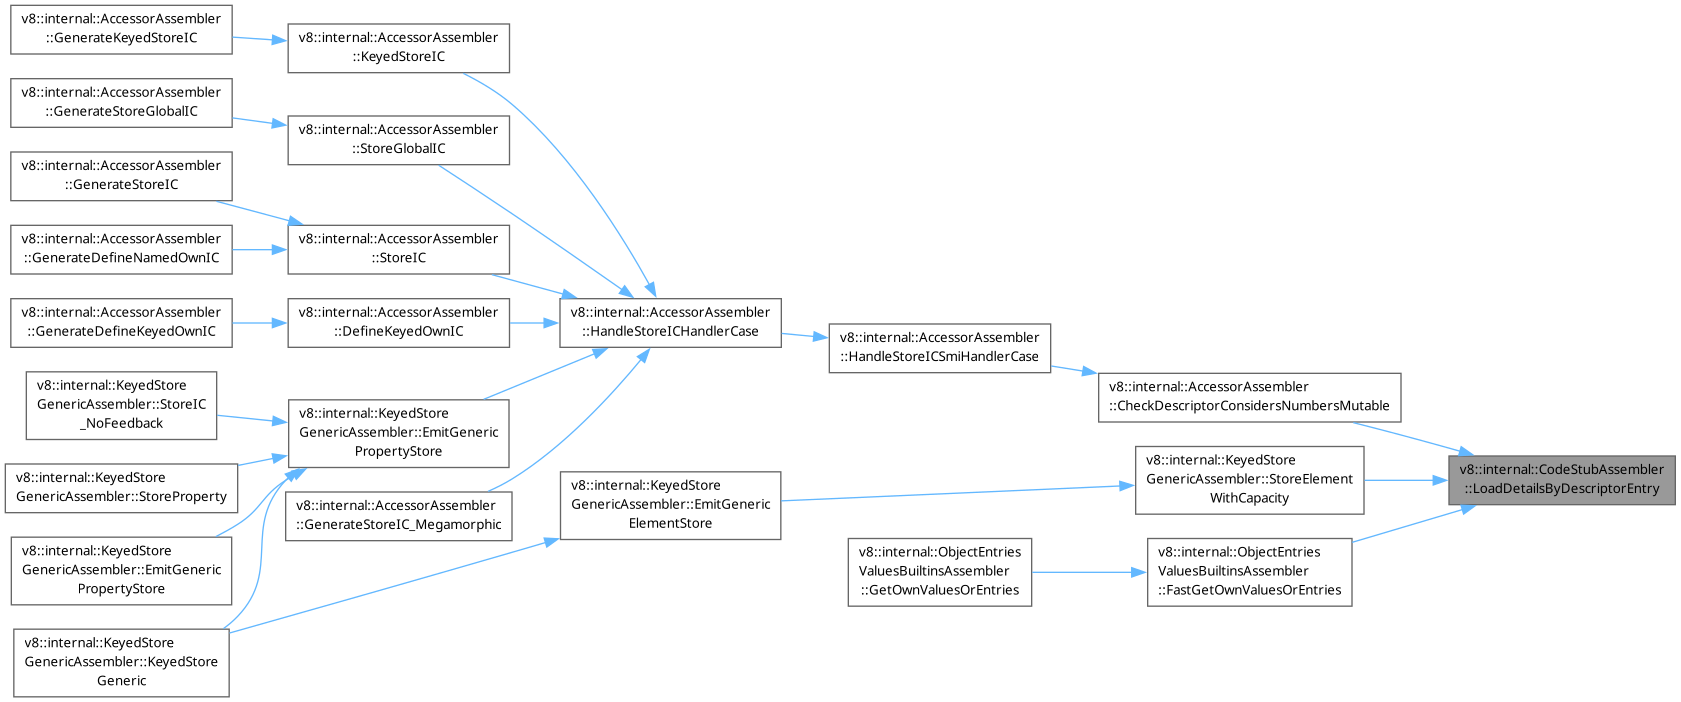 v8::internal::AccessorAssembler
::GenerateKeyedStoreIC
v8::internal::AccessorAssembler
::GenerateStoreGlobalIC
v8::internal::AccessorAssembler
::GenerateStoreIC
v8::internal::AccessorAssembler
::GenerateDefineNamedOwnIC
v8::internal::AccessorAssembler
::GenerateDefineKeyedOwnIC
v8::internal::KeyedStore
GenericAssembler::StoreIC
_NoFeedback
v8::internal::KeyedStore
GenericAssembler::StoreProperty
v8::internal::KeyedStore
GenericAssembler::EmitGeneric
PropertyStore
v8::internal::KeyedStore
GenericAssembler::KeyedStore
Generic
v8::internal::AccessorAssembler
::KeyedStoreIC
v8::internal::AccessorAssembler
::StoreGlobalIC
v8::internal::AccessorAssembler
::StoreIC
v8::internal::AccessorAssembler
::DefineKeyedOwnIC
v8::internal::KeyedStore
GenericAssembler::EmitGeneric
PropertyStore
v8::internal::AccessorAssembler
::GenerateStoreIC_Megamorphic
v8::internal::AccessorAssembler
::HandleStoreICHandlerCase
v8::internal::KeyedStore
GenericAssembler::EmitGeneric
ElementStore
v8::internal::AccessorAssembler
::HandleStoreICSmiHandlerCase
v8::internal::ObjectEntries
ValuesBuiltinsAssembler
::GetOwnValuesOrEntries
v8::internal::AccessorAssembler
::CheckDescriptorConsidersNumbersMutable
v8::internal::KeyedStore
GenericAssembler::StoreElement
WithCapacity
v8::internal::ObjectEntries
ValuesBuiltinsAssembler
::FastGetOwnValuesOrEntries
v8::internal::CodeStubAssembler
::LoadDetailsByDescriptorEntry